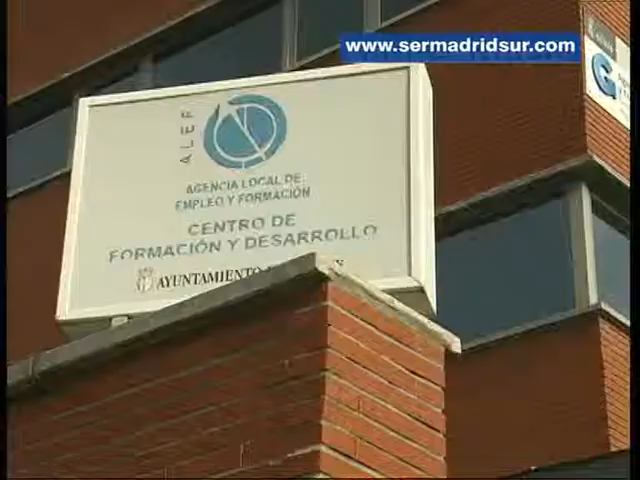 www.sermadridsur.com
G
ALEF
AGENCIA LOCAL DE
EMPLEO Y FORMACIÓN
CENTRO DE
FORMACIÓN Y DESARROLLO
AYUNTAMIENTO